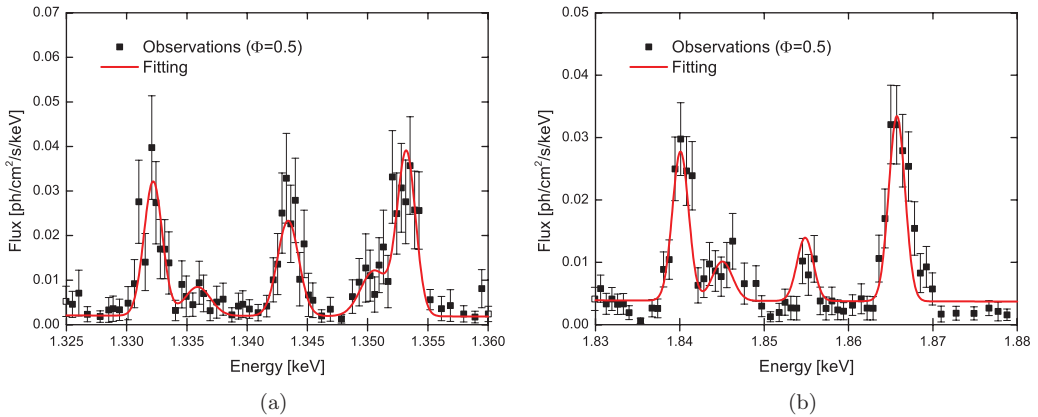 0.07
0.06
0.05
0.04
0.03
0.02
0.01
0.00
Flux [ph/cm²/s/keV]
Observations (Φ=0.5)
Fitting
1.325 1.330 1.335 1.340 1.345 1.350 1.355 1.360
Energy [keV]
(a)
0.05
0.04
0.03
0.02
0.01
0.00
Flux [ph/cm²/s/keV]
Observations (Φ=0.5)
Fitting
1.83 1.84 1.85 1.86 1.87 1.88
Energy [keV]
(b)